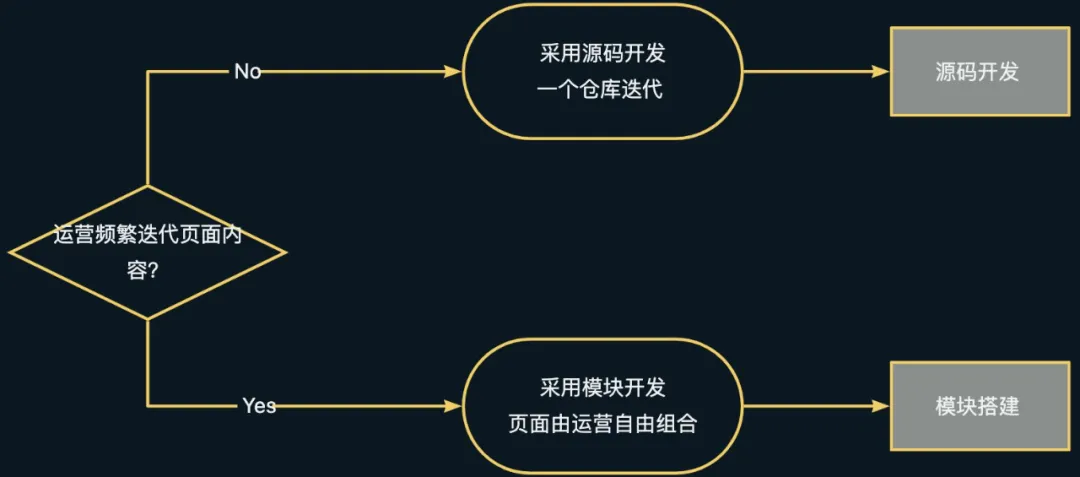 No
采用源码开发
一个仓库迭代
源码开发
运营频繁迭代页面内
容?
Yes
采用模块开发
页面由运营自由组合
模块搭建